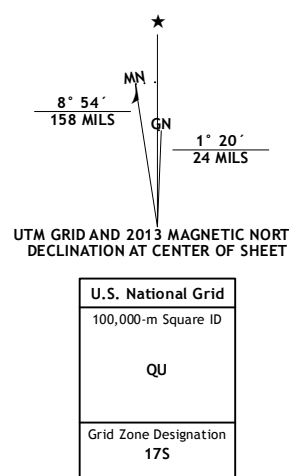 MN
8° 54´
158 MILS
GN
1° 20´
24 MILS
UTM GRID AND 2013 MAGNETIC NORT
DECLINATION AT CENTER OF SHEET
U.S. National Grid
100,000-m Square ID
QU
Grid Zone Designation
17S